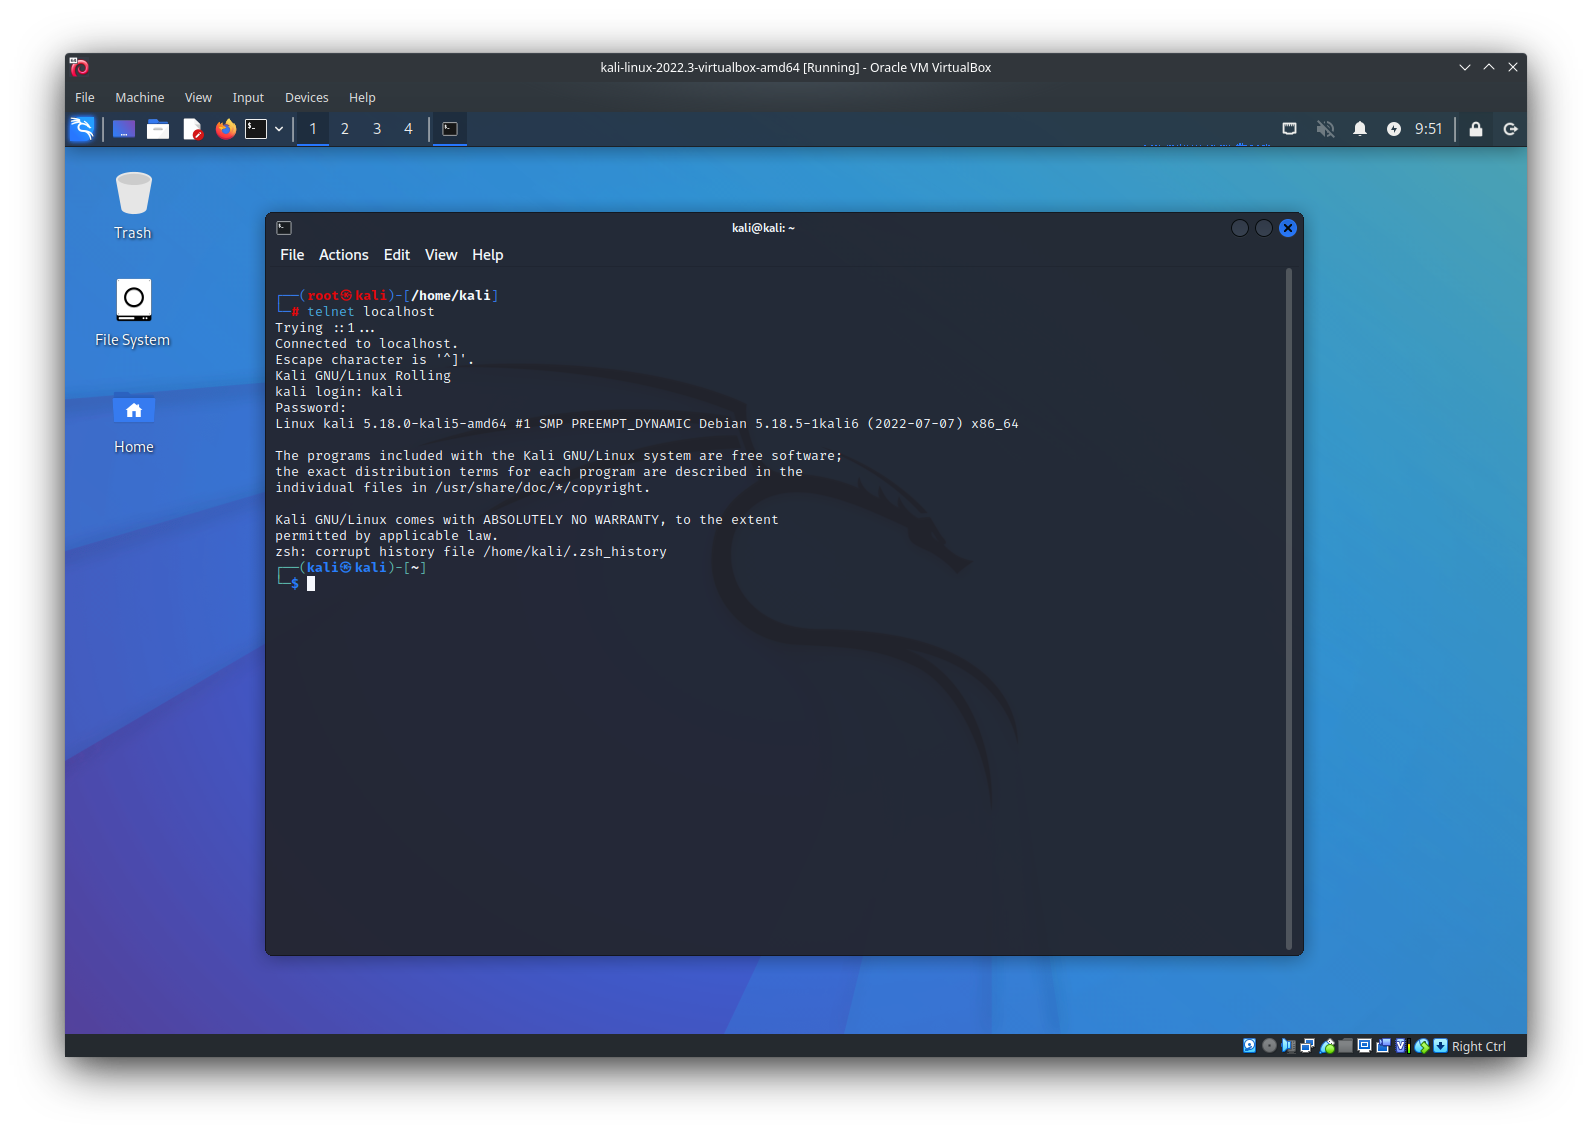 kali-linux-2022.3-virtualbox-amd64 [Running] - Oracle VM VirtualBox
File Machine View Input Devices Help
1 2 3 4 9:51
Trash
File System
Home
kali@kali: ~
File Actions Edit View Help
┌──(root㉿kali)-[/home/kali]
└─# telnet localhost
Trying ::1...
Connected to localhost.
Escape character is '^]'.
Kali GNU/Linux Rolling
kali login: kali
Password:
Linux kali 5.18.0-kali5-amd64 #1 SMP PREEMPT_DYNAMIC Debian 5.18.5-1kali6 (2022-07-07) x86_64
The programs included with the Kali GNU/Linux system are free software;
the exact distribution terms for each program are described in the
individual files in /usr/share/doc/*/copyright.
Kali GNU/Linux comes with ABSOLUTELY NO WARRANTY, to the extent
permitted by applicable law.
zsh: corrupt history file /home/kali/.zsh_history
┌──(kali㉿kali)-[~]
└─$
Right Ctrl